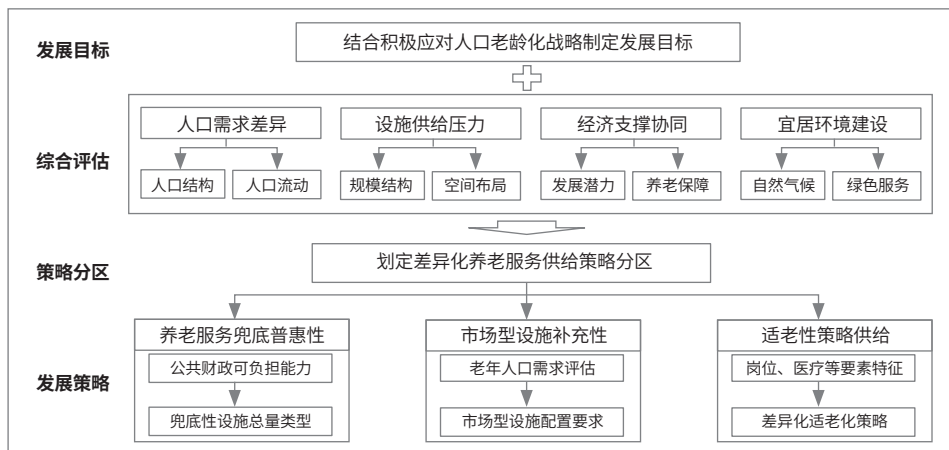 发展目标
结合积极应对人口老龄化战略制定发展目标
综合评估
人口需求差异
设施供给压力
经济支撑协同
宜居环境建设
人口结构
人口流动
规模结构
空间布局
发展潜力
养老保障
自然气候
绿色服务
策略分区
划定差异化养老服务供给策略分区
发展策略
养老服务兜底普惠性
市场型设施补充性
适老性策略供给
公共财政可负担能力
老年人口需求评估
岗位、医疗等要素特征
兜底性设施总量类型
市场型设施配置要求
差异化适老化策略